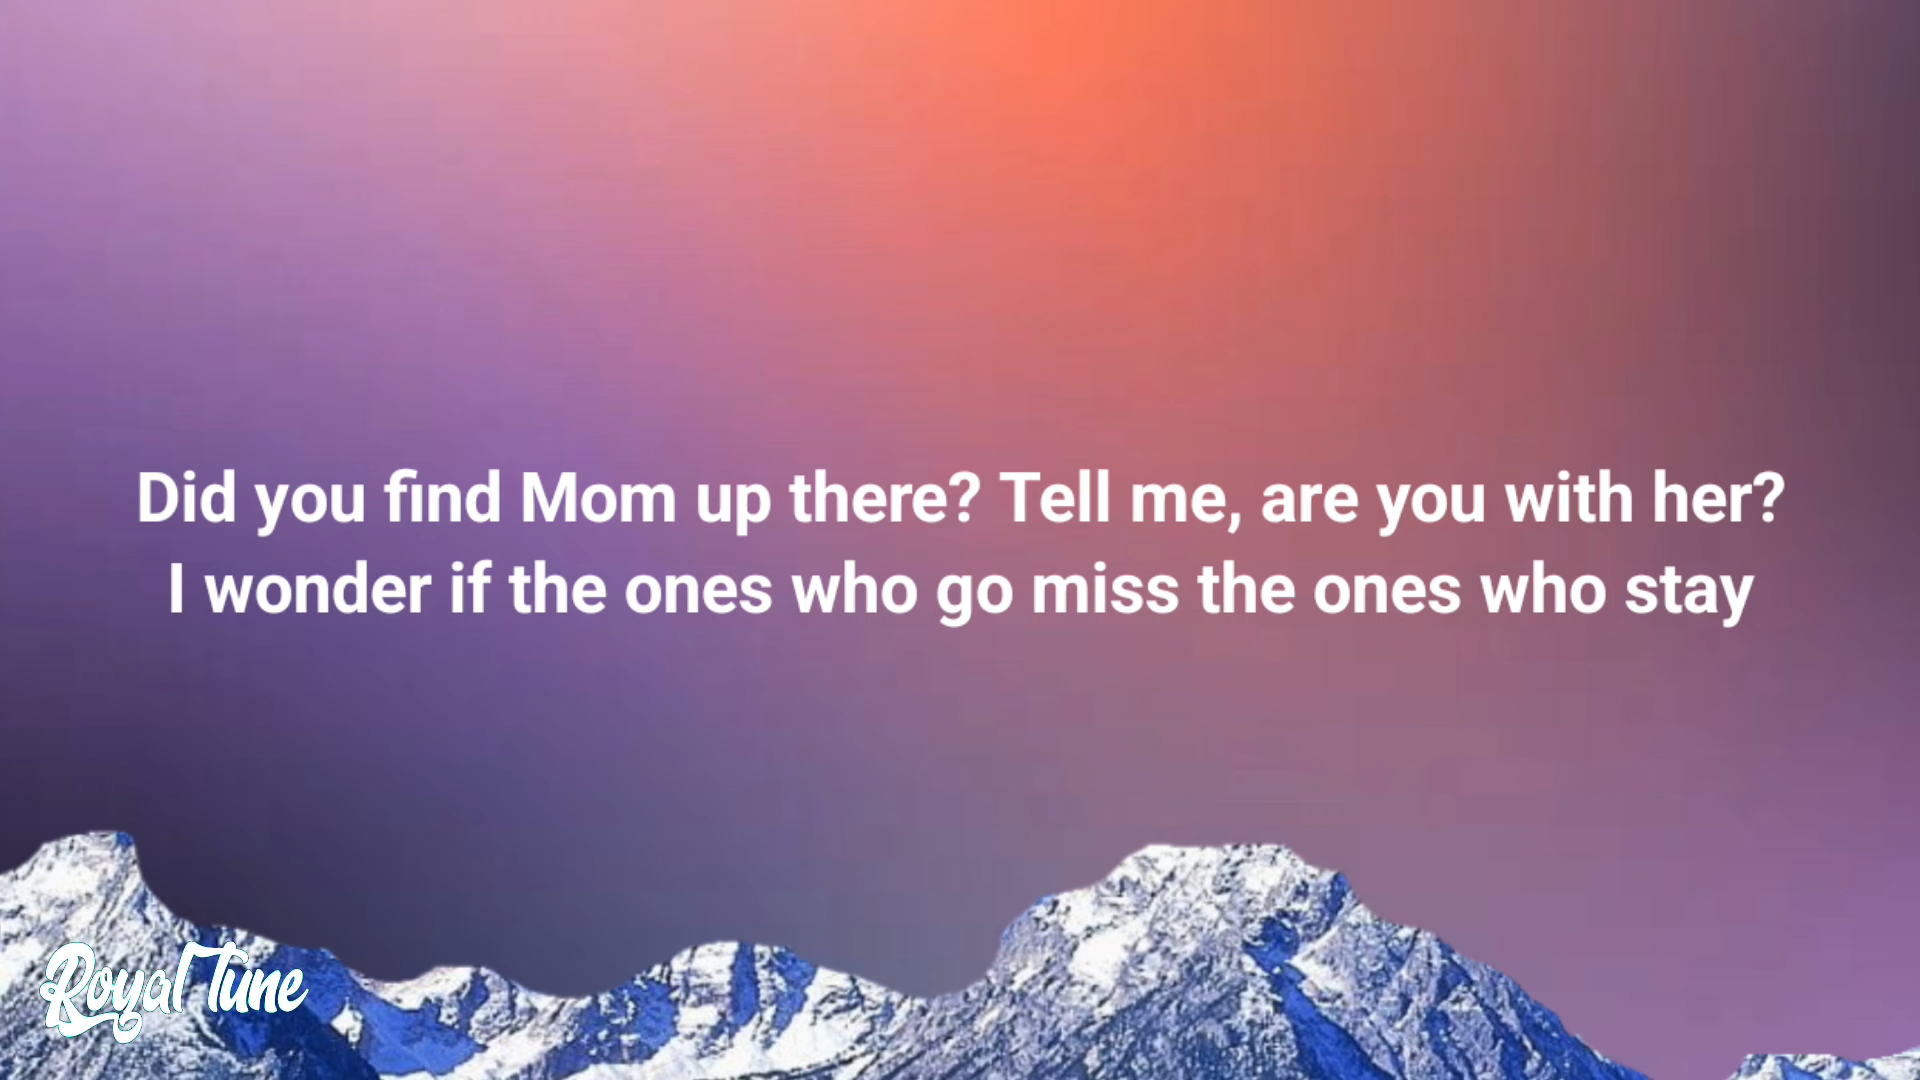 Did you find Mom up there? Tell me, are you with her?
I wonder if the ones who go miss the ones who stay
Royal Tune